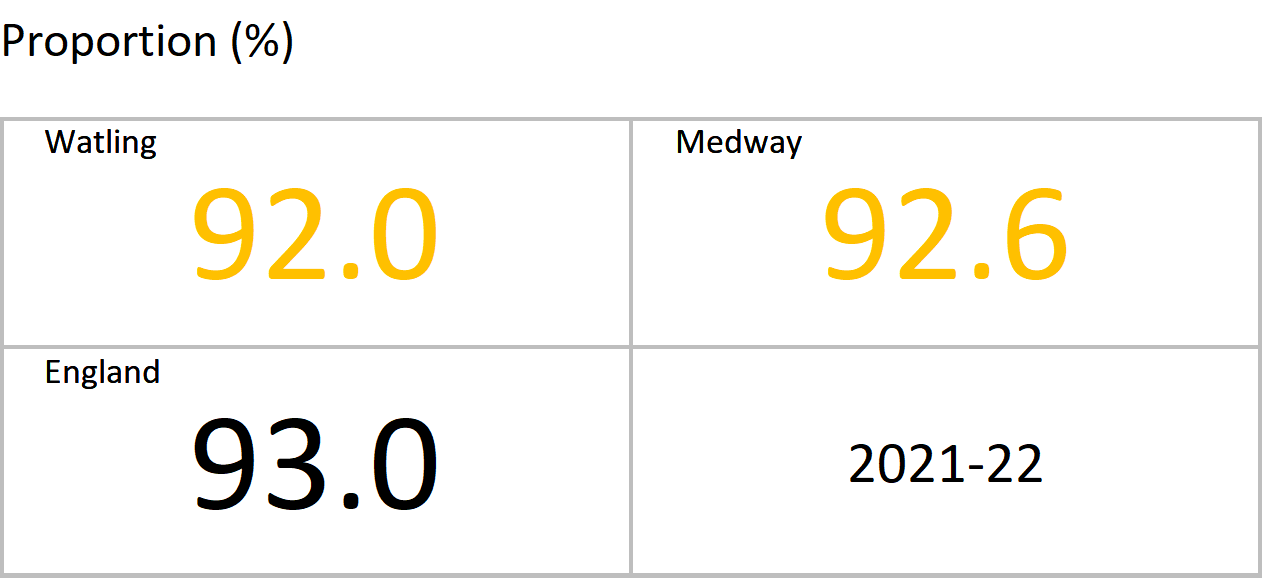 Proportion (%)
Watling
92.0
Medway
92.6
England
93.0
2021-22